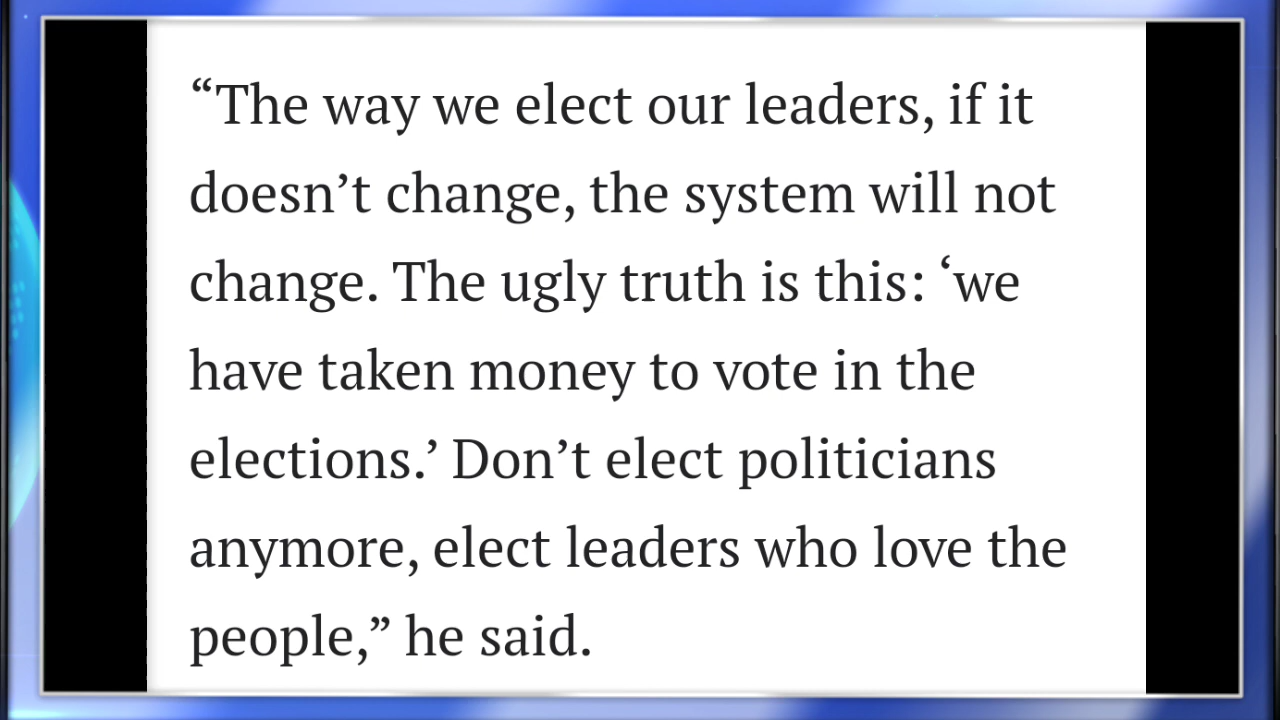 “The way we elect our leaders, if it
doesn’t change, the system will not
change. The ugly truth is this: ‘we
have taken money to vote in the
elections.’ Don’t elect politicians
anymore, elect leaders who love the
people,” he said.